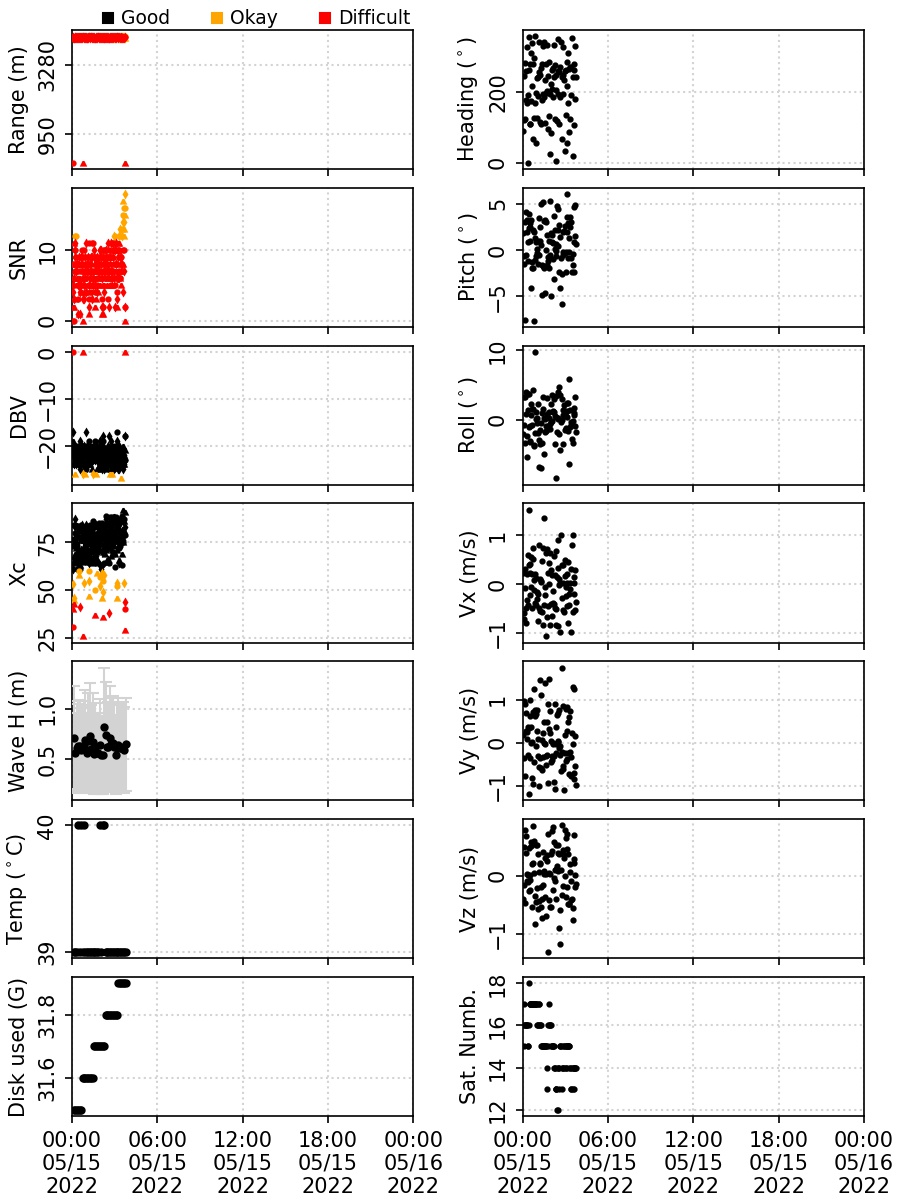 Good Okay Difficult
Range (m)
3280
950
Heading (°)
200
0
SNR
10
0
Pitch (°)
5
0
−5
DBV
0
−10
−20
Roll (°)
10
0
Xc
75
50
25
Vx (m/s)
1
0
−1
Wave H (m)
1.0
0.5
Vy (m/s)
1
0
−1
Temp (°C)
40
39
Vz (m/s)
0
−1
Disk used (G)
31.8
31.6
Sat. Numb.
18
16
14
12
00:00 06:00 12:00 18:00 00:00
05/15 05/15 05/15 05/15 05/16
2022 2022 2022 2022 2022
00:00 06:00 12:00 18:00 00:00
05/15 05/15 05/15 05/15 05/16
2022 2022 2022 2022 2022